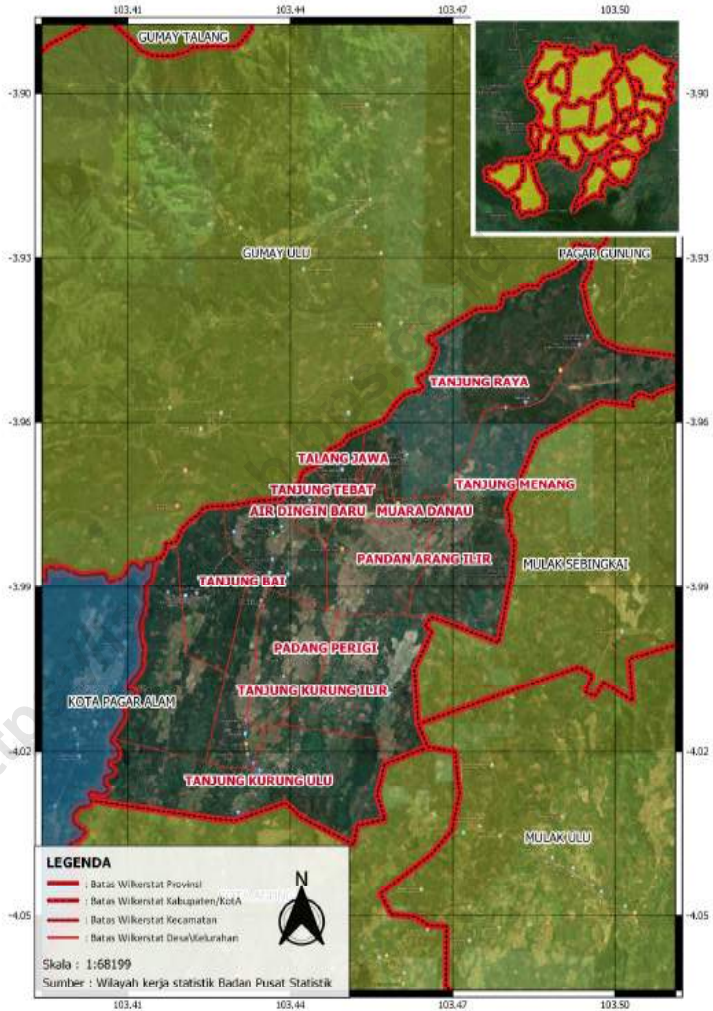 103.41 103.44 103.47 103.50
GUMAY TALANG
-3.90 -3.90
-3.93 -3.93
GUMAY ULU
PAGAR GUNUNG
TANJUNG RAYA
-3.96 -3.96
TALANG JAWA
TANJUNG TEBAT
TANJUNG MENANG
AIR DINGIN BARU MUARA DANAU
PANDAN ARANG ILIR
MULAK SEBINGKAI
TANJUNG BAI
-3.99 -3.99
PADANG PERIGI
TANJUNG KURUNG ILIR
KOTA PAGAR ALAM
-4.02 -4.02
TANJUNG KURUNG ULU
MULAK ULU
LEGENDA
: Batas Wilkerstat Provinsi
: Batas Wilkerstat Kabupaten/KotA
: Batas Wilkerstat Kecamatan
: Batas Wilkerstat Desa\Kelurahan
N
-4.05 -4.05
Skala : 1:68199
Sumber : Wilayah kerja statistik Badan Pusat Statistik
103.41 103.44 103.47 103.50